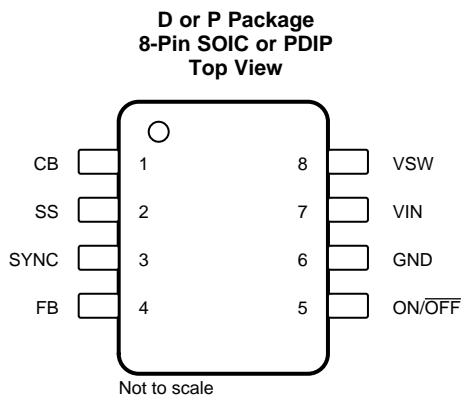 D or P Package
8-Pin SOIC or PDIP
Top View
CB 1 8 VSW
SS 2 7 VIN
SYNC 3 6 GND
FB 4 5 ON/O̅F̅F̅
Not to scale